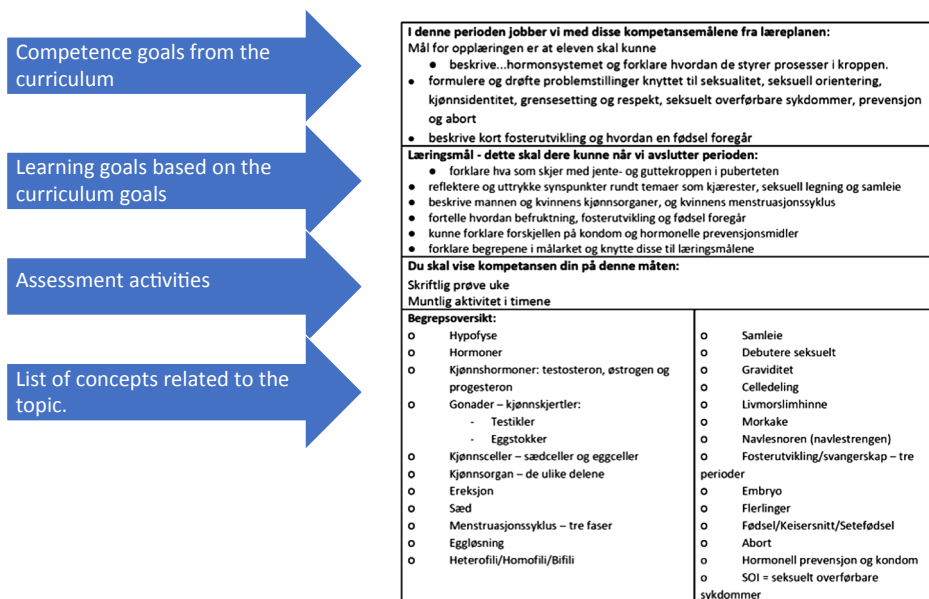 Competence goals from the
curriculum
Learning goals based on the
curriculum goals
Assessment activities
List of concepts related to the
topic.
I denne perioden jobber vi med disse kompetansemålene fra læreplanen:
Mål for opplæringen er at eleven skal kunne
● beskrive...hormonsystemet og forklare hvordan de styrer prosesser i kroppen.
● formulere og drøfte problemstillinger knyttet til seksualitet, seksuell orientering,
kjønnsidentitet, grensesetting og respekt, seksuelt overførbare sykdommer, prevensjon
og abort
● beskrive kort fosterutvikling og hvordan en fødsel foregår
Læringsmål - dette skal dere kunne når vi avslutter perioden:
● forklare hva som skjer med jente- og guttekroppen i puberteten
● reflektere og uttrykke synspunkter rundt temaer som kjærester, seksuell legning og samleie
● beskrive mannen og kvinnens kjønnsorganer, og kvinnens menstruasjonssyklus
● fortelle hvordan befruktning, fosterutvikling og fødsel foregår
● kunne forklare forskjellen på kondom og hormonelle prevensjonsmidler
● forklare begrepene i målarket og knytte disse til læringsmålene
Du skal vise kompetansen din på denne måten:
Skriftlig prøve uke
Muntlig aktivitet i timene
Begrepsoversikt:
o Hypofyse
o Hormoner
o Kjønnshormoner: testosteron, østrogen og
progesteron
o Gonader – kjønnskjertler:
- Testikler
- Eggstokker
o Kjønnsceller – sædceller og eggceller
o Kjønnsorgan – de ulike delene
o Ereksjon
o Sæd
o Menstruasjonssyklus – tre faser
o Eggløsning
o Heterofili/Homofili/Bifili
o Samleie
o Debutere seksuelt
o Graviditet
o Celledeling
o Livmorslimhinne
o Morkake
o Navlesnoren (navlestrengen)
o Fosterutvikling/svangerskap – tre
perioder
o Embryo
o Flerlinger
o Fødsel/Keisersnitt/Setefødsel
o Abort
o Hormonell prevensjon og kondom
o SOI = seksuelt overførbare
sykdommer